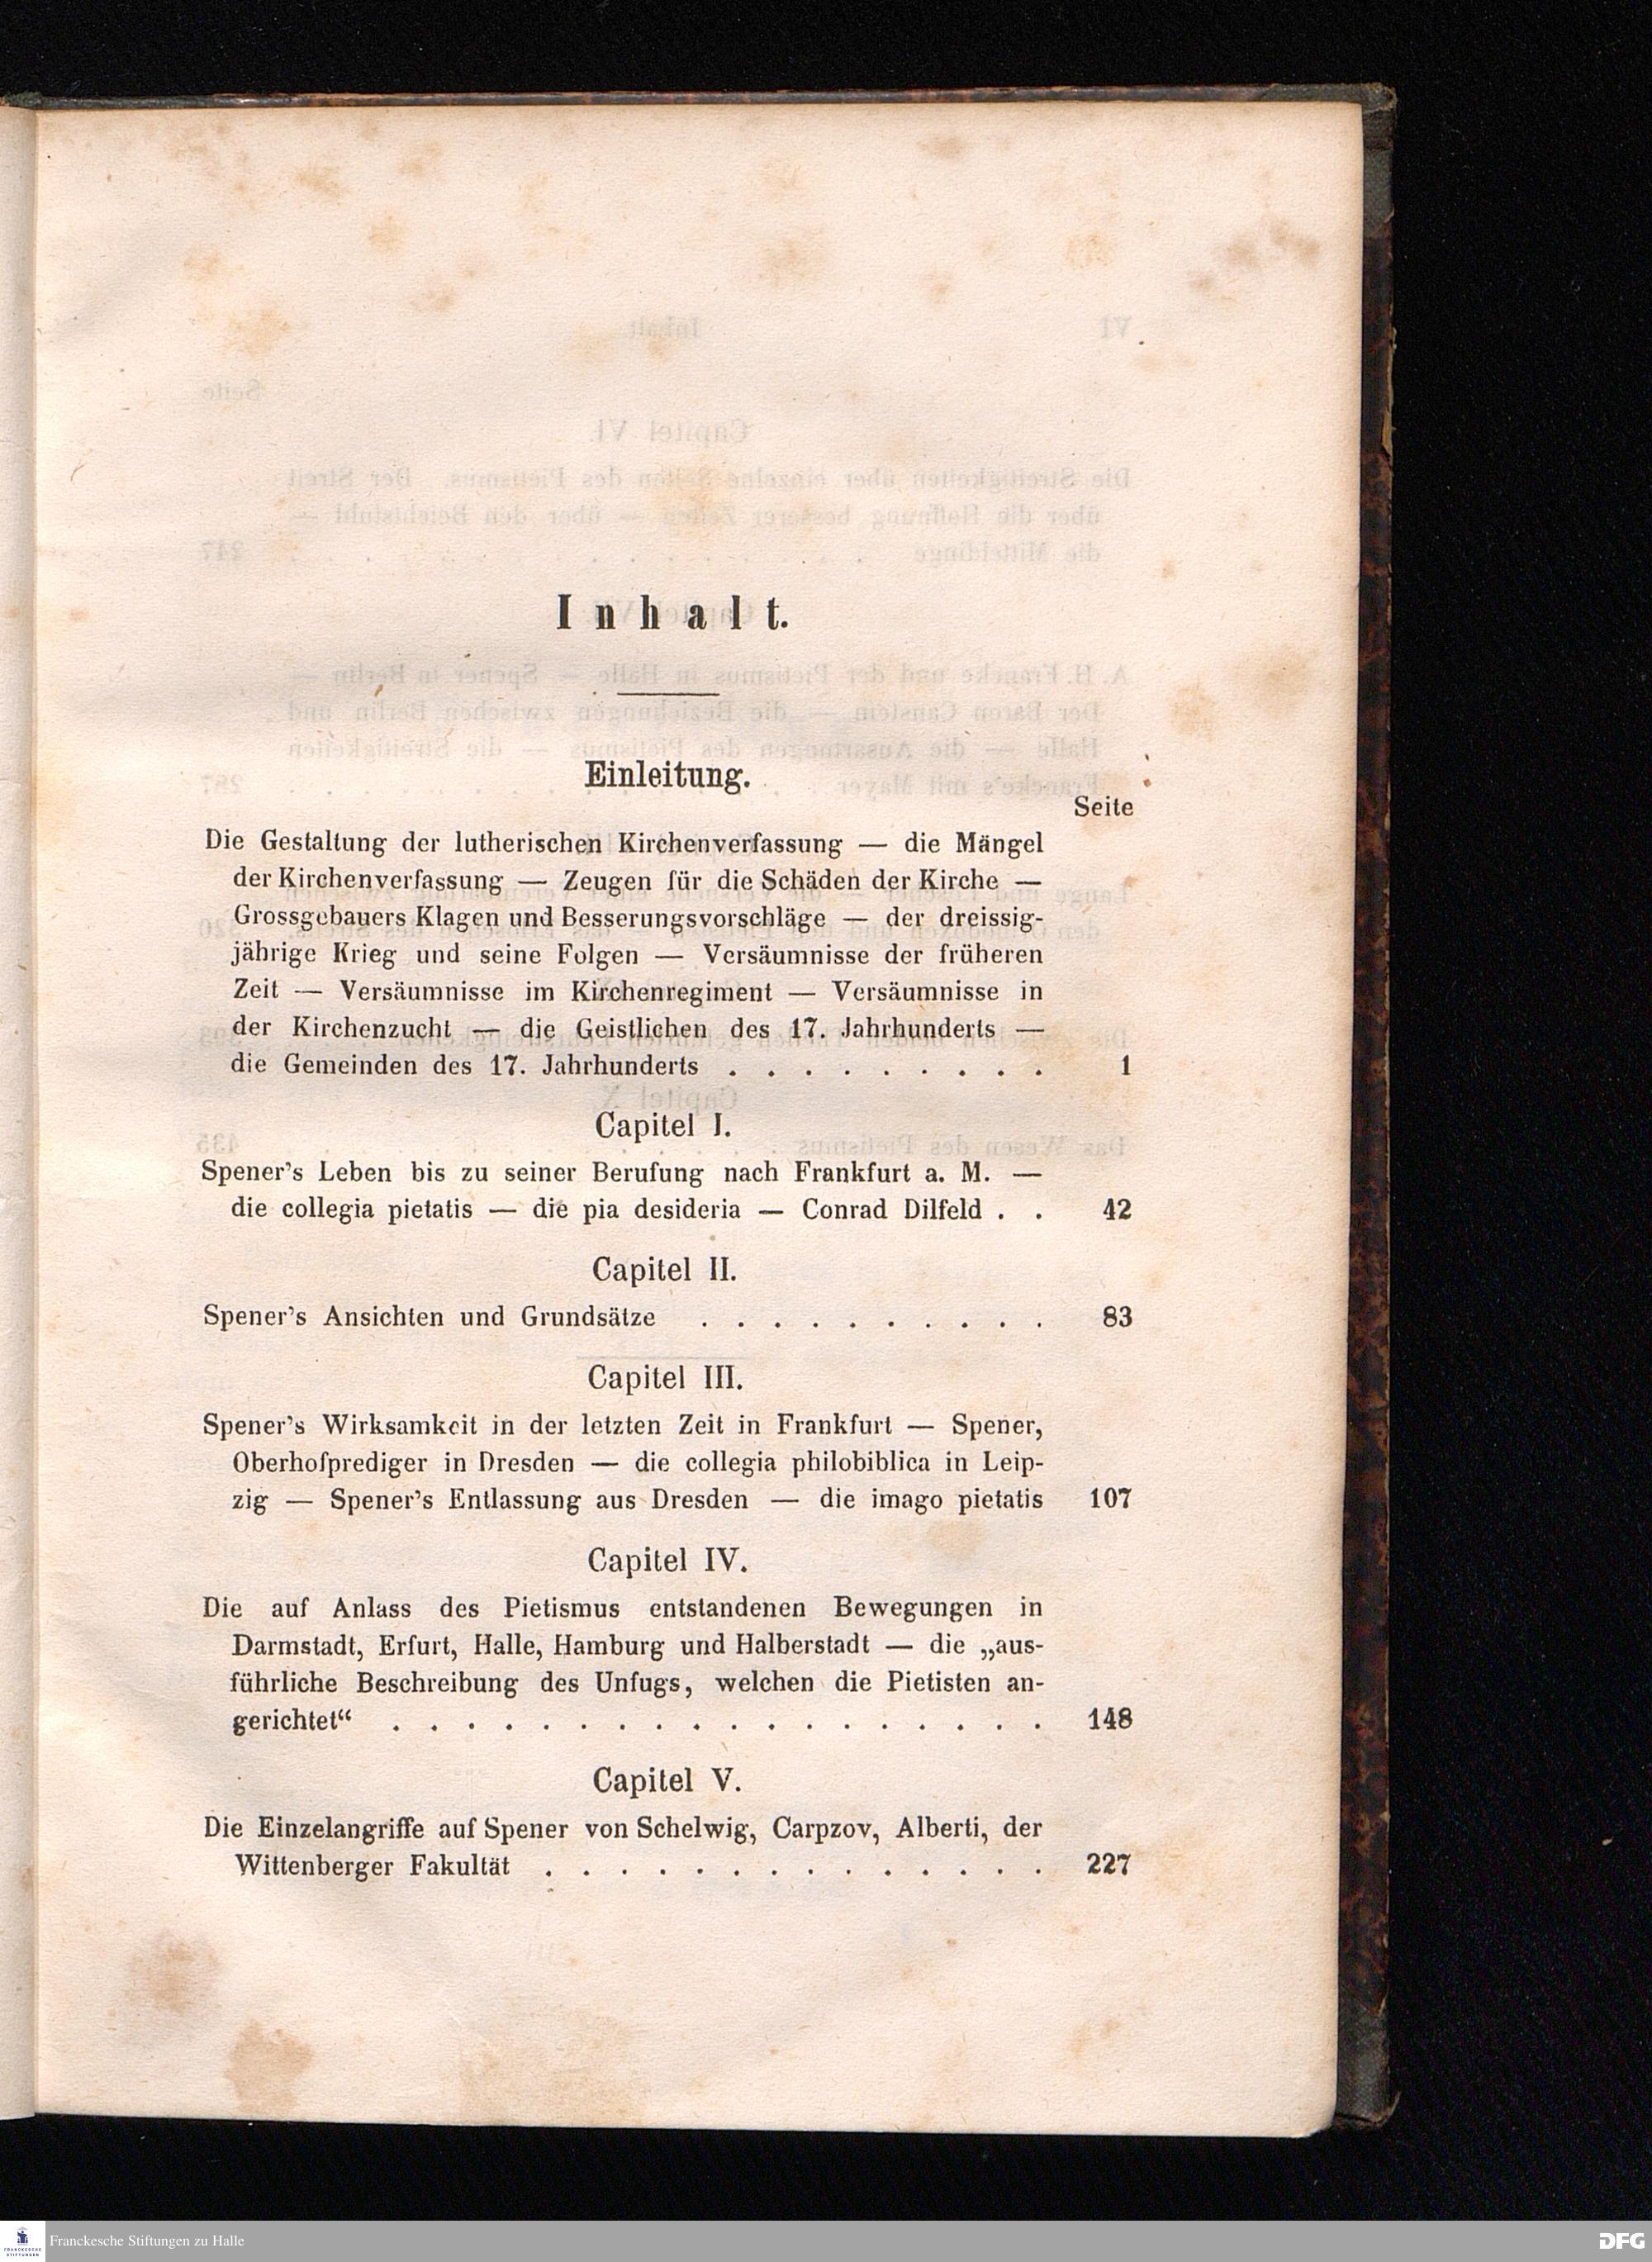 Inhalt.
Einleitung.
Seite
Die Gestaltung der lutherischen Kirchenverfassung — die Mängel
der Kirchenverfassung — Zeugen für die Schäden der Kirche —
Grossgebauers Klagen und Besserungsvorschläge — der dreissig-
jährige Krieg und seine Folgen — Versäumnisse der früheren
Zeit — Versäumnisse im Kirchenregiment — Versäumnisse in
der Kirchenzucht — die Geistlichen des 17. Jahrhunderts —
die Gemeinden des 17. Jahrhunderts . . . . . . . . . 1
Capitel I.
Spener's Leben bis zu seiner Berufung nach Frankfurt a. M. —
die collegia pietatis — die pia desideria — Conrad Dilfeld . . 42
Capitel II.
Spener's Ansichten und Grundsätze . . . . . . . . . . 83
Capitel III.
Spener's Wirksamkeit in der letzten Zeit in Frankfurt — Spener,
Oberhofprediger in Dresden — die collegia philobiblica in Leip-
zig — Spener's Entlassung aus Dresden — die imago pietatis 107
Capitel IV.
Die auf Anlass des Pietismus entstandenen Bewegungen in
Darmstadt, Erfurt, Halle, Hamburg und Halberstadt — die „aus-
führliche Beschreibung des Unfugs, welchen die Pietisten an-
gerichtet“ . . . . . . . . . . . . . . . . . . 148
Capitel V.
Die Einzelangriffe auf Spener von Schelwig, Carpzov, Alberti, der
Wittenberger Fakultät . . . . . . . . . . . . . . 227
FRANCKESCHE
STIFTUNGEN
Franckesche Stiftungen zu Halle
DFG